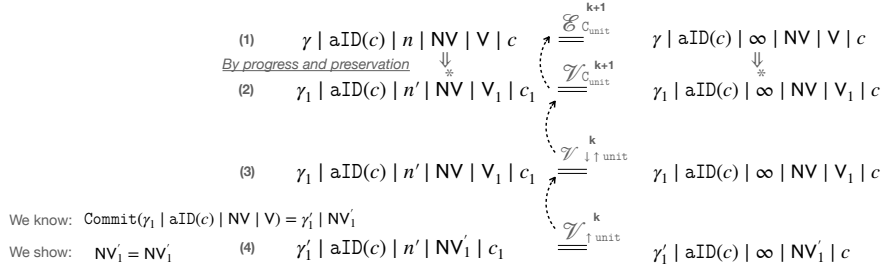 (1) γ | aID(c) | n | NV | V | c ℰ C_unit^k+1 γ | aID(c) | ∞ | NV | V | c
By progress and preservation ⇓* ⇓*
(2) γ₁ | aID(c) | n′ | NV | V₁ | c₁ 𝒱 C_unit^k+1 γ₁ | aID(c) | ∞ | NV | V₁ | c
(3) γ₁ | aID(c) | n′ | NV | V₁ | c₁ 𝒱 ↓↑unit^k γ₁ | aID(c) | ∞ | NV | V₁ | c
We know: Commit(γ₁ | aID(c) | NV | V) = γ₁′ | NV₁′
We show: NV₁′ = NV₁′ (4) γ₁′ | aID(c) | n′ | NV₁′ | c₁ 𝒱 ↑unit^k γ₁′ | aID(c) | ∞ | NV₁′ | c